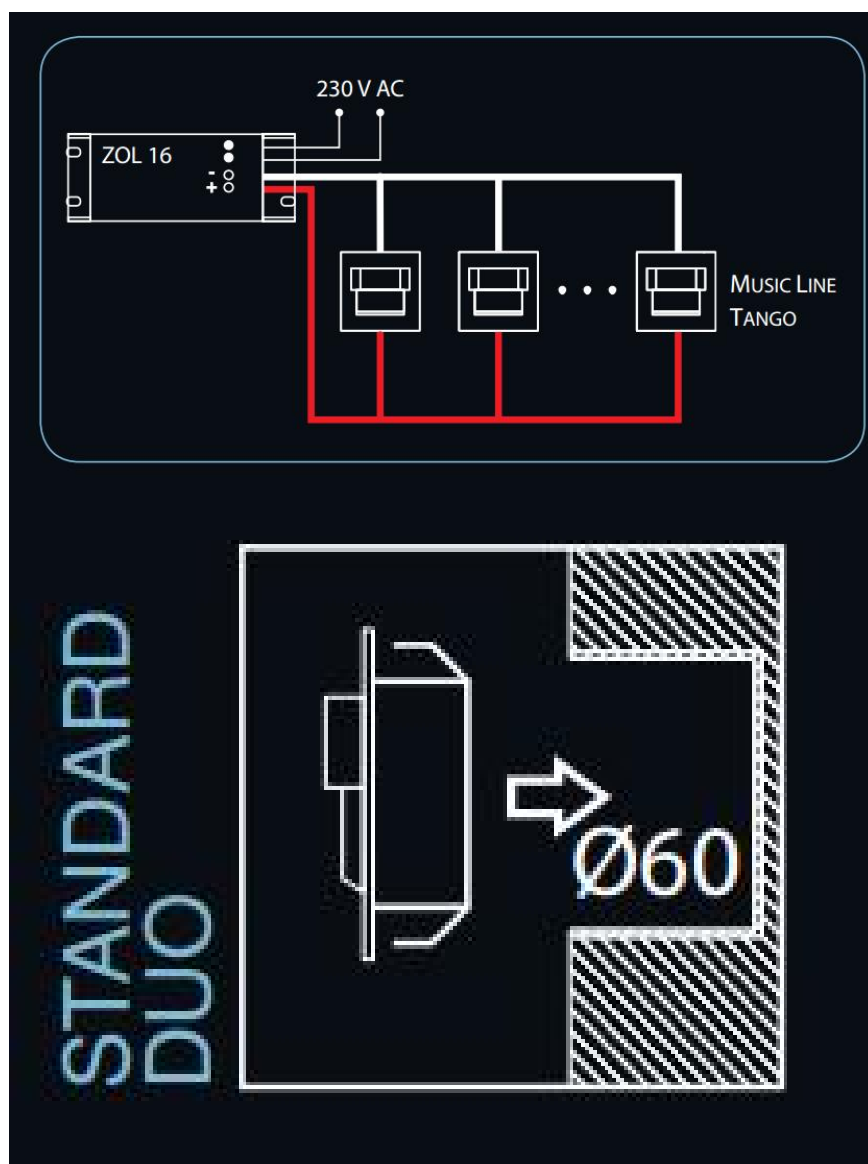 230 V AC
ZOL 16
-
+
. . .
MUSIC LINE
TANGO
STANDARD
DUO
Ø60